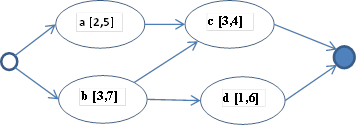 a [2,5]
c [3,4]
b [3,7]
d [1,6]